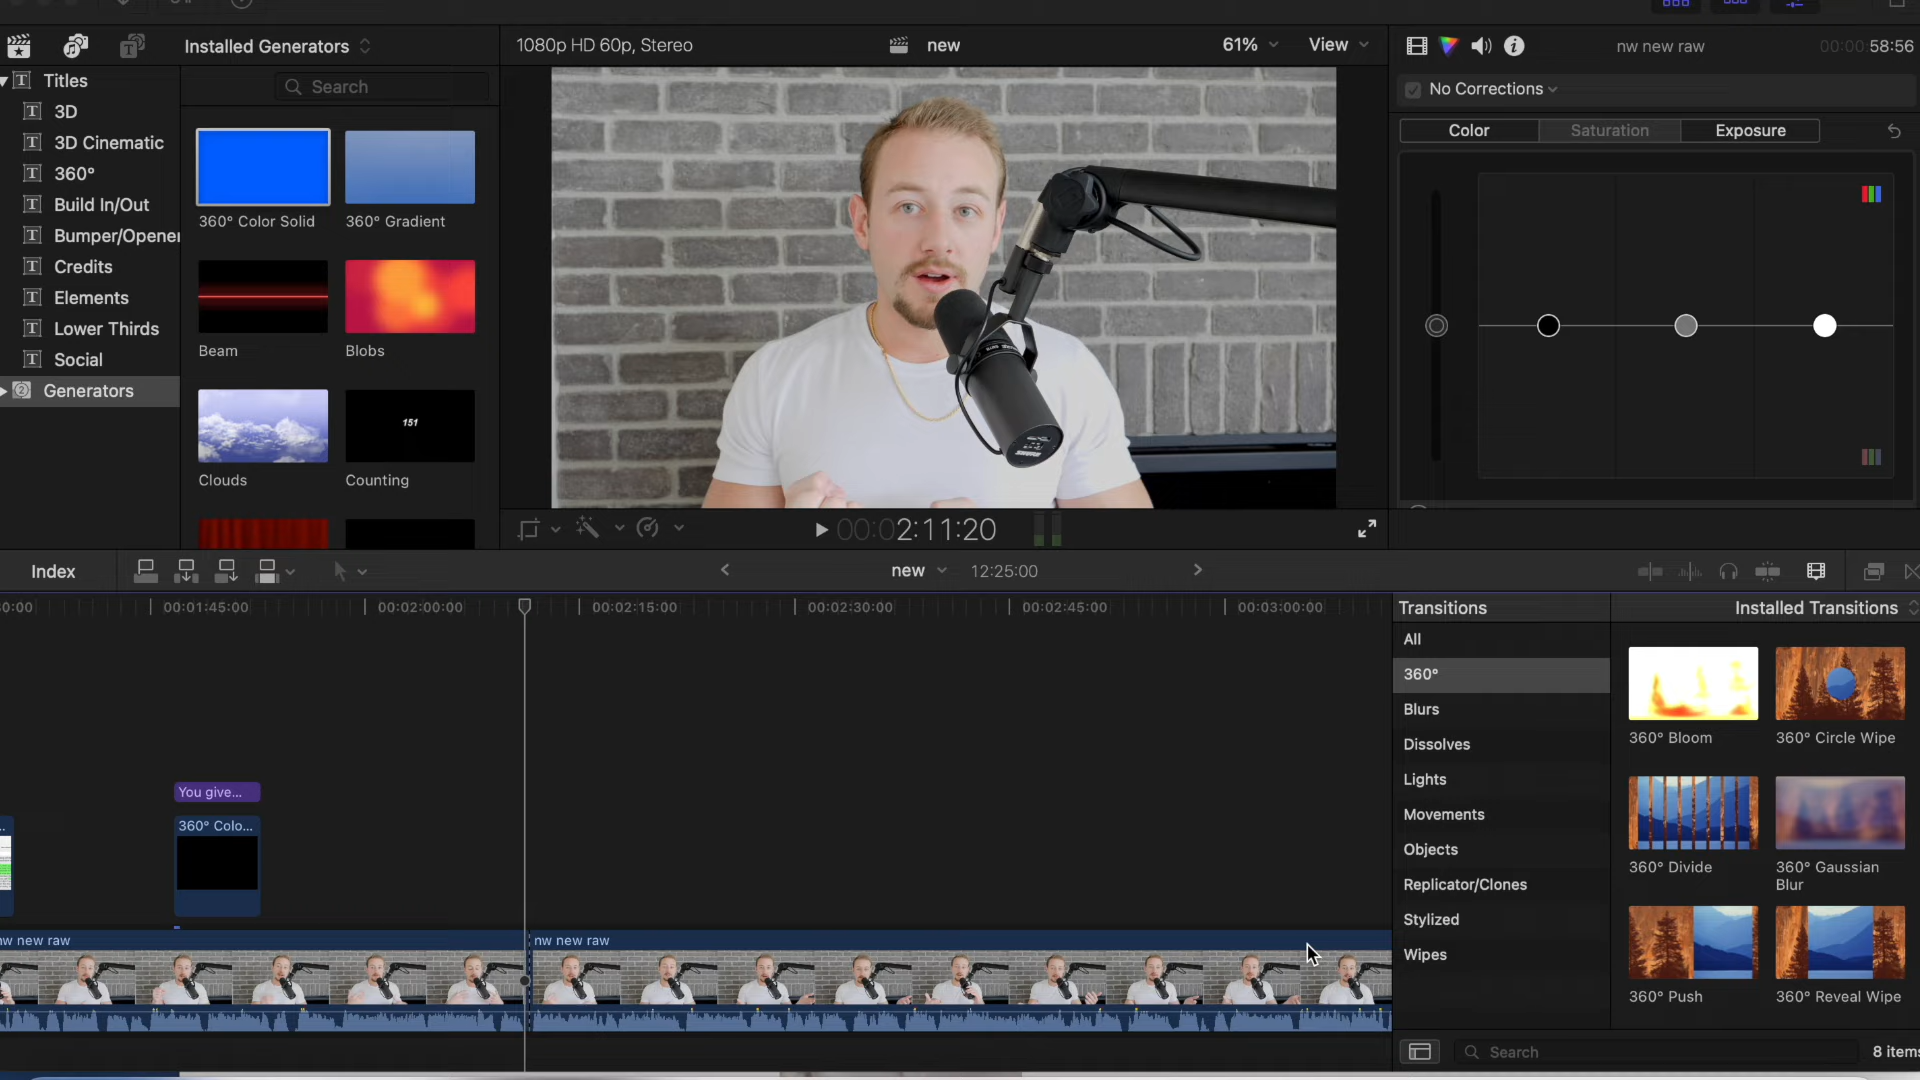 Installed Generators
1080p HD 60p, Stereo
new
61%
View
nw new raw
00:00:58:56
Titles
3D
3D Cinematic
360°
Build In/Out
Bumper/Opener
Credits
Elements
Lower Thirds
Social
Generators
Search
360° Color Solid
360° Gradient
Beam
Blobs
Clouds
151
Counting
No Corrections
Color
Saturation
Exposure
00:02:11:20
Index
new
12:25:00
0:00
00:01:45:00
00:02:00:00
00:02:15:00
00:02:30:00
00:02:45:00
00:03:00:00
You give...
360° Colo...
nw new raw
nw new raw
Transitions
Installed Transitions
All
360°
Blurs
Dissolves
Lights
Movements
Objects
Replicator/Clones
Stylized
Wipes
360° Bloom
360° Circle Wipe
360° Divide
360° Gaussian
Blur
360° Push
360° Reveal Wipe
Search
8 items